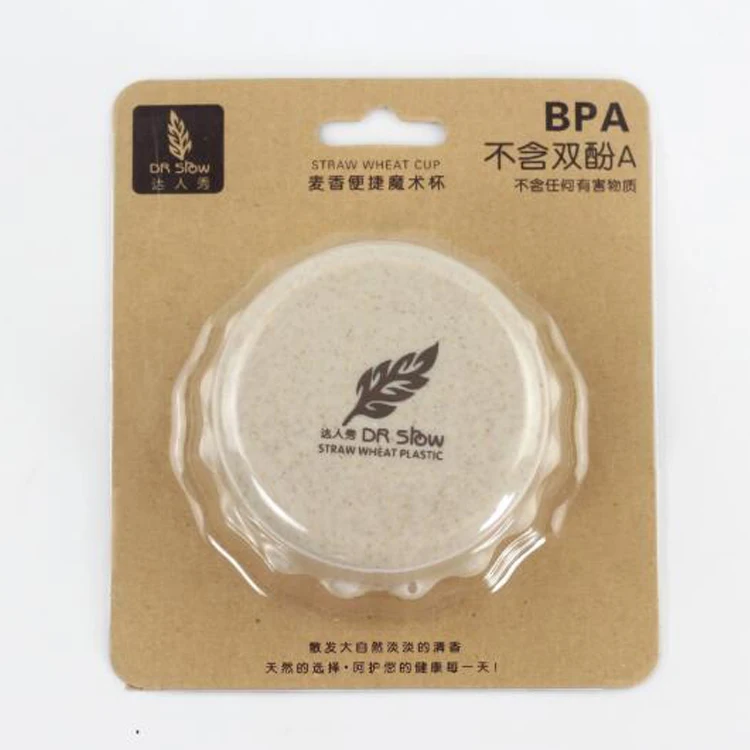 DR Show
达人秀
STRAW WHEAT CUP
麦香便捷魔术杯
BPA
不含双酚A
不含任何有害物质
达人秀 DR Show
STRAW WHEAT PLASTIC
散发大自然淡淡的清香
天然的选择·呵护您的健康每一天!